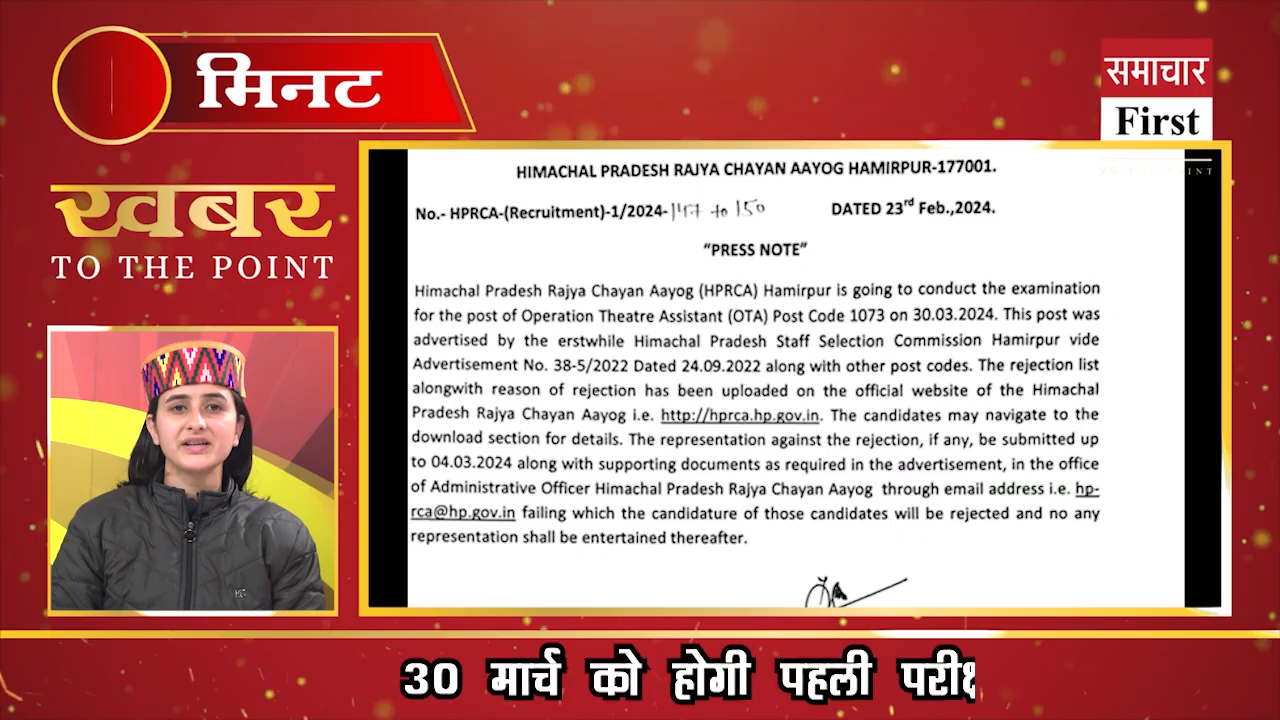 मिनट
समाचार
First
खबर
TO THE POINT
HIMACHAL PRADESH RAJYA CHAYAN AAYOG HAMIRPUR-177001.
No.- HPRCA-(Recruitment)-1/2024-147 to 150 DATED 23rd Feb.,2024.
“PRESS NOTE”
Himachal Pradesh Rajya Chayan Aayog (HPRCA) Hamirpur is going to conduct the examination
for the post of Operation Theatre Assistant (OTA) Post Code 1073 on 30.03.2024. This post was
advertised by the erstwhile Himachal Pradesh Staff Selection Commission Hamirpur vide
Advertisement No. 38-5/2022 Dated 24.09.2022 along with other post codes. The rejection list
alongwith reason of rejection has been uploaded on the official website of the Himachal
Pradesh Rajya Chayan Aayog i.e. http://hprca.hp.gov.in. The candidates may navigate to the
download section for details. The representation against the rejection, if any, be submitted up
to 04.03.2024 along with supporting documents as required in the advertisement, in the office
of Administrative Officer Himachal Pradesh Rajya Chayan Aayog through email address i.e. hp-
rca@hp.gov.in failing which the candidature of those candidates will be rejected and no any
representation shall be entertained thereafter.
30 मार्च को होगी पहली